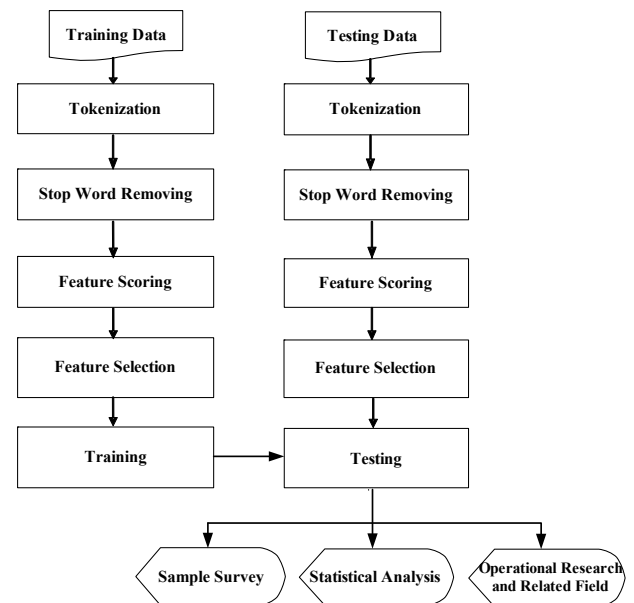 Training Data
Testing Data
Tokenization
Tokenization
Stop Word Removing
Stop Word Removing
Feature Scoring
Feature Scoring
Feature Selection
Feature Selection
Training
Testing
Sample Survey
Statistical Analysis
Operational Research
and Related Field